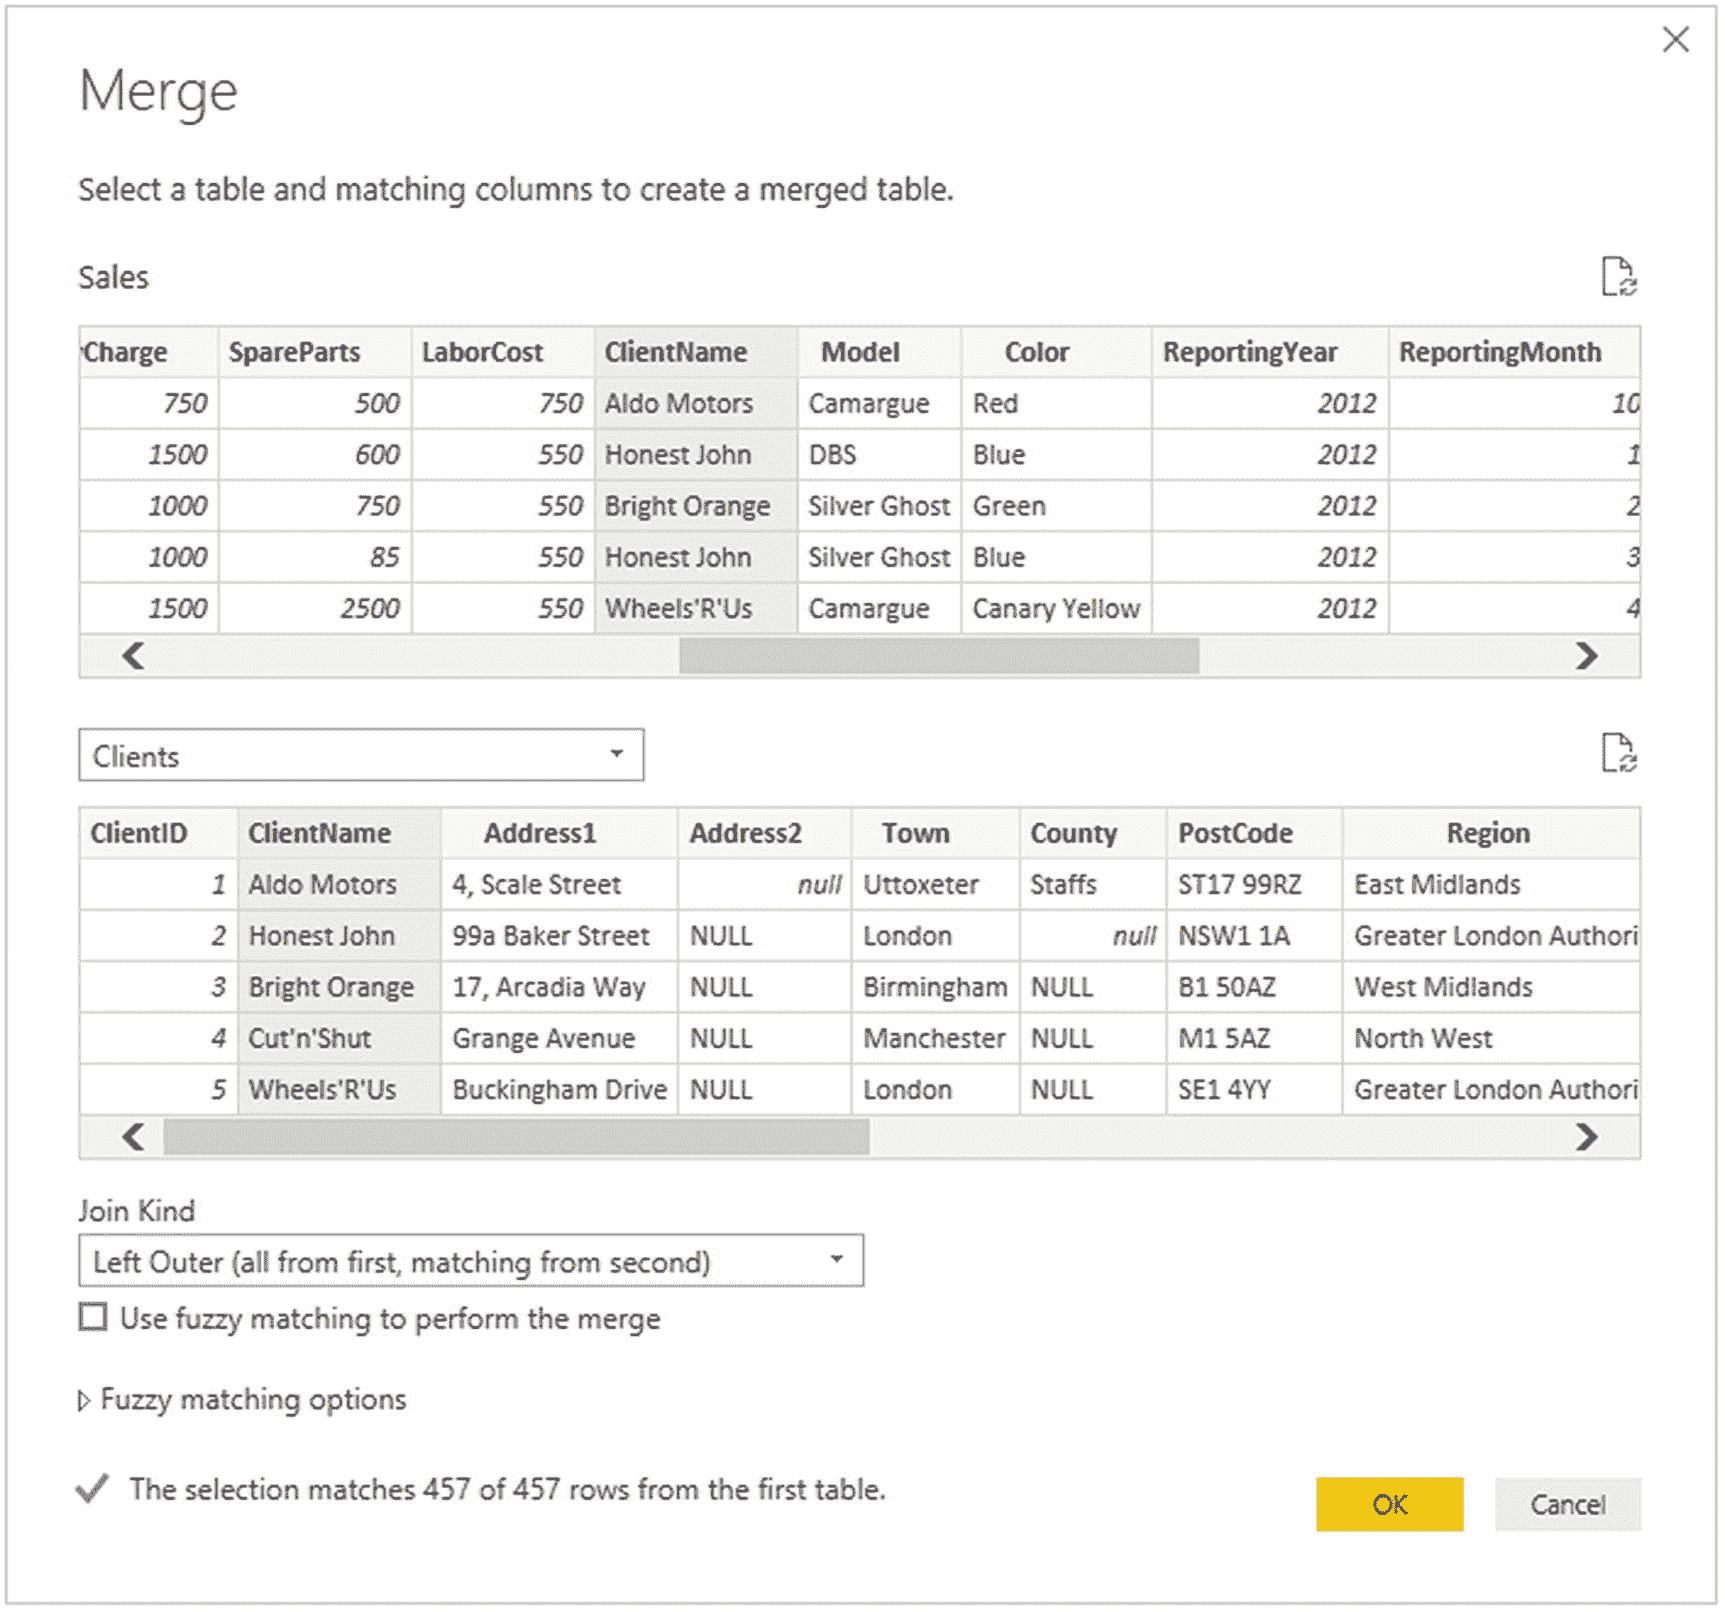 Merge
Select a table and matching columns to create a merged table.
Sales
Charge SpareParts LaborCost ClientName Model Color ReportingYear ReportingMonth
750 500 750 Aldo Motors Camargue Red 2012 10
1500 600 550 Honest John DBS Blue 2012 1
1000 750 550 Bright Orange Silver Ghost Green 2012 2
1000 85 550 Honest John Silver Ghost Blue 2012 3
1500 2500 550 Wheels'R'Us Camargue Canary Yellow 2012 4
Clients
ClientID ClientName Address1 Address2 Town County PostCode Region
1 Aldo Motors 4, Scale Street null Uttoxeter Staffs ST17 99RZ East Midlands
2 Honest John 99a Baker Street NULL London null NSW1 1A Greater London Authori
3 Bright Orange 17, Arcadia Way NULL Birmingham NULL B1 50AZ West Midlands
4 Cut'n'Shut Grange Avenue NULL Manchester NULL M1 5AZ North West
5 Wheels'R'Us Buckingham Drive NULL London NULL SE1 4YY Greater London Authori
Join Kind
Left Outer (all from first, matching from second)
Use fuzzy matching to perform the merge
Fuzzy matching options
The selection matches 457 of 457 rows from the first table.
OK Cancel